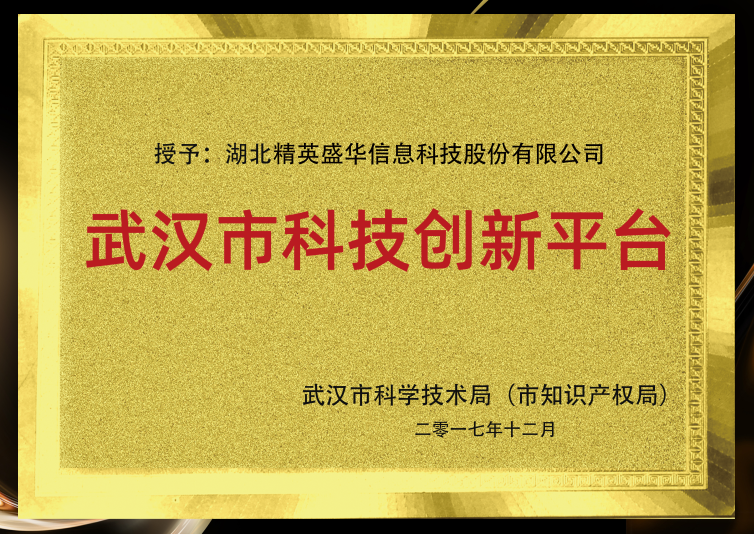 授予：湖北精英盛华信息科技股份有限公司
武汉市科技创新平台
武汉市科学技术局（市知识产权局）
二零一七年十二月